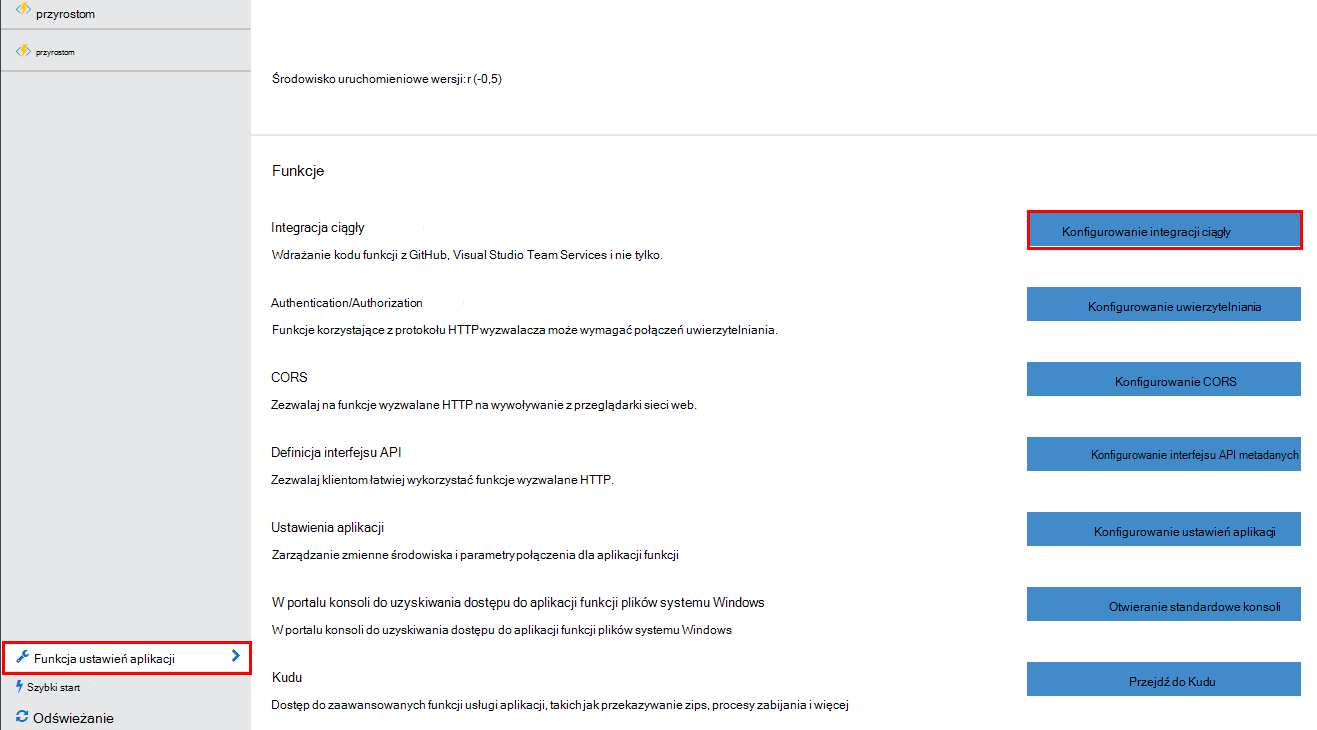 przyrostom
przyrostom
Środowisko uruchomieniowe wersji: r (-0,5)
Funkcje
Integracja ciągły
Konfigurowanie integracji ciągły
Wdrażanie kodu funkcji z GitHub, Visual Studio Team Services i nie tylko.
Authentication/Authorization
Konfigurowanie uwierzytelniania
Funkcje korzystające z protokołu HTTP wyzwalacza może wymagać połączeń uwierzytelniania.
CORS
Konfigurowanie CORS
Zezwalaj na funkcje wyzwalane HTTP na wywoływanie z przeglądarki sieci web.
Definicja interfejsu API
Konfigurowanie interfejsu API metadanych
Zezwalaj klientom łatwiej wykorzystać funkcje wyzwalane HTTP.
Ustawienia aplikacji
Konfigurowanie ustawień aplikacji
Zarządzanie zmienne środowiska i parametry połączenia dla aplikacji funkcji
W portalu konsoli do uzyskiwania dostępu do aplikacji funkcji plików systemu Windows
Otwieranie standardowe konsoli
W portalu konsoli do uzyskiwania dostępu do aplikacji funkcji plików systemu Windows
Kudu
Przejdź do Kudu
Dostęp do zaawansowanych funkcji usługi aplikacji, takich jak przekazywanie zips, procesy zabijania i więcej
Funkcja ustawień aplikacji
Szybki start
Odświeżanie